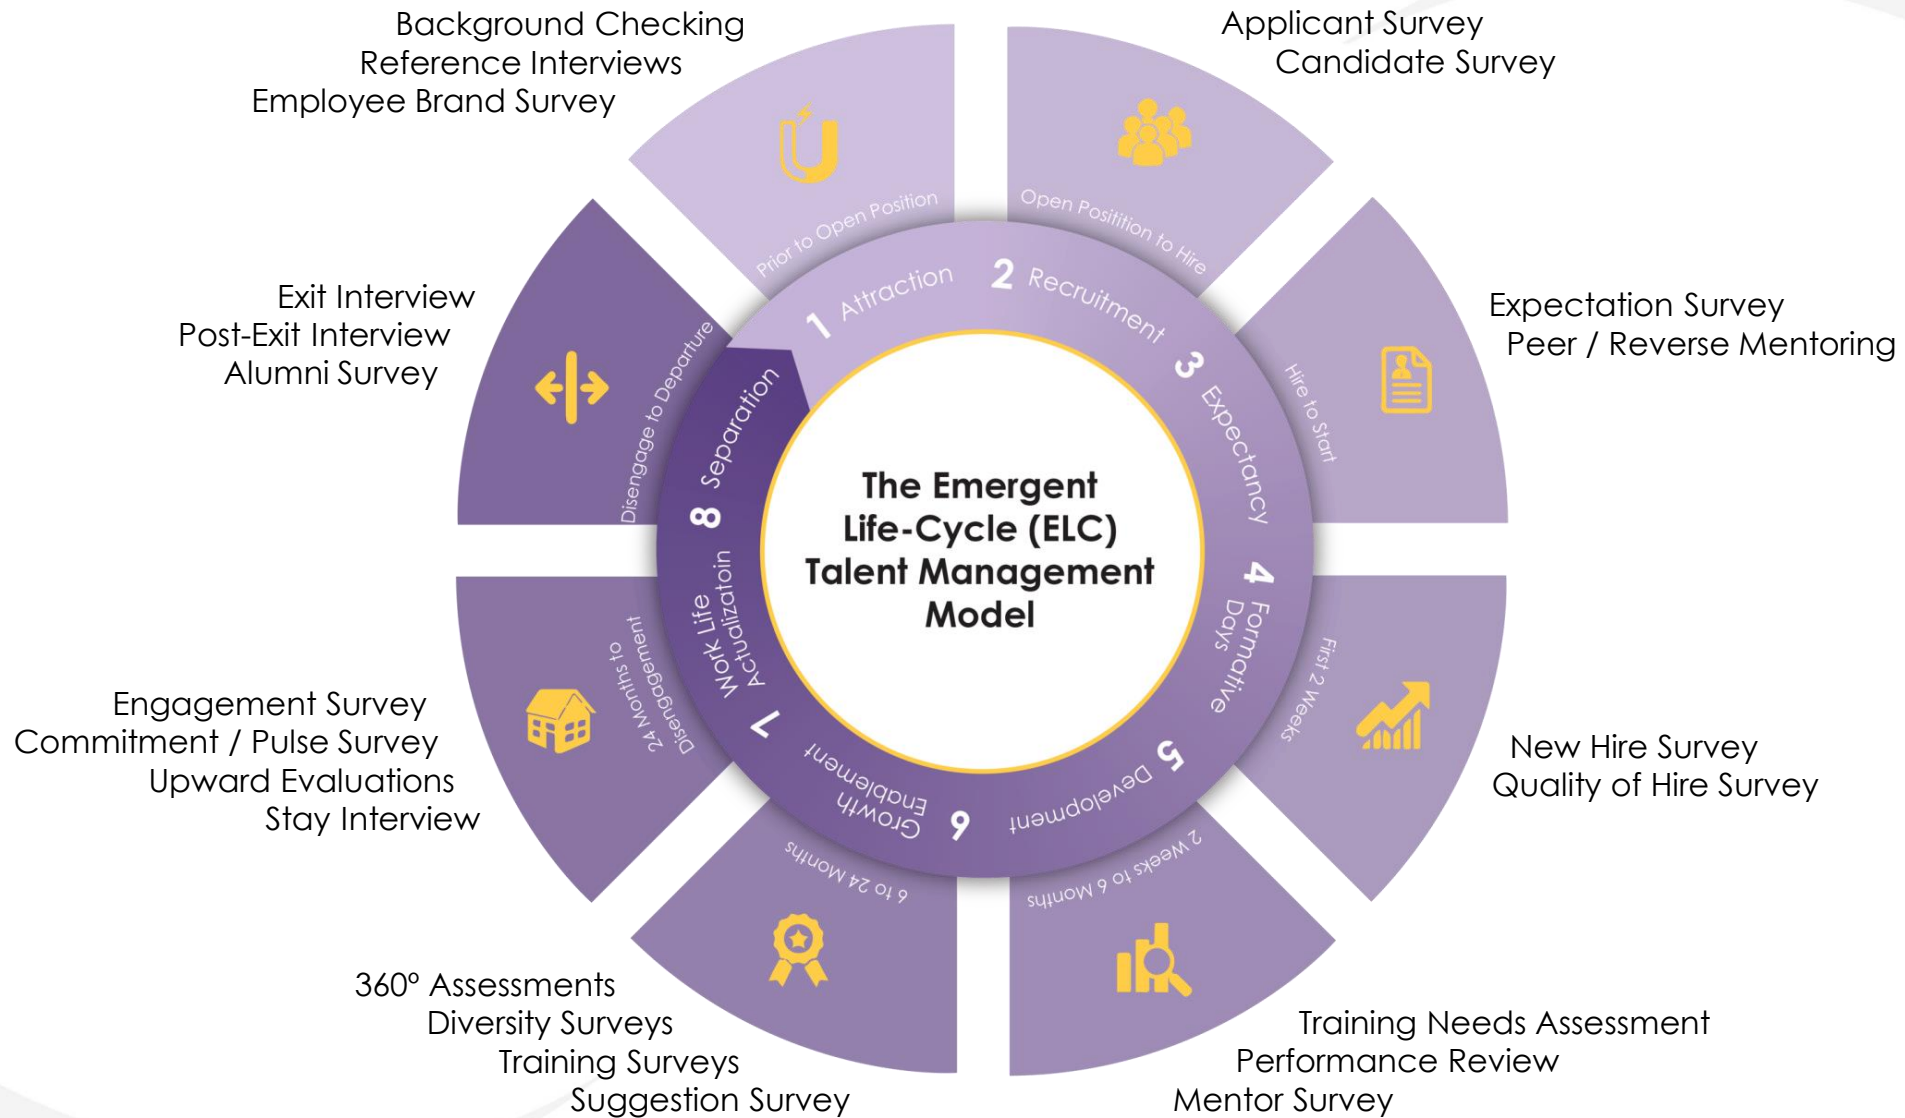 Background Checking
Reference Interviews
Employee Brand Survey
Applicant Survey
Candidate Survey
Expectation Survey
Peer / Reverse Mentoring
New Hire Survey
Quality of Hire Survey
Training Needs Assessment
Performance Review
Mentor Survey
360º Assessments
Diversity Surveys
Training Surveys
Suggestion Survey
Engagement Survey
Commitment / Pulse Survey
Upward Evaluations
Stay Interview
Exit Interview
Post-Exit Interview
Alumni Survey
Prior to Open Position
Open Positition to Hire
Hire to Start
First 2 Weeks
2 Weeks to 6 Months
6 to 24 Months
24 Months to
Disengagement
Disengage to Departure
1 Attraction
2 Recruitment
3 Expectancy
4 Formative
Days
5 Development
6 Growth
Enablement
7 Work Life
Actualizatoin
8 Separation
The Emergent
Life-Cycle (ELC)
Talent Management
Model